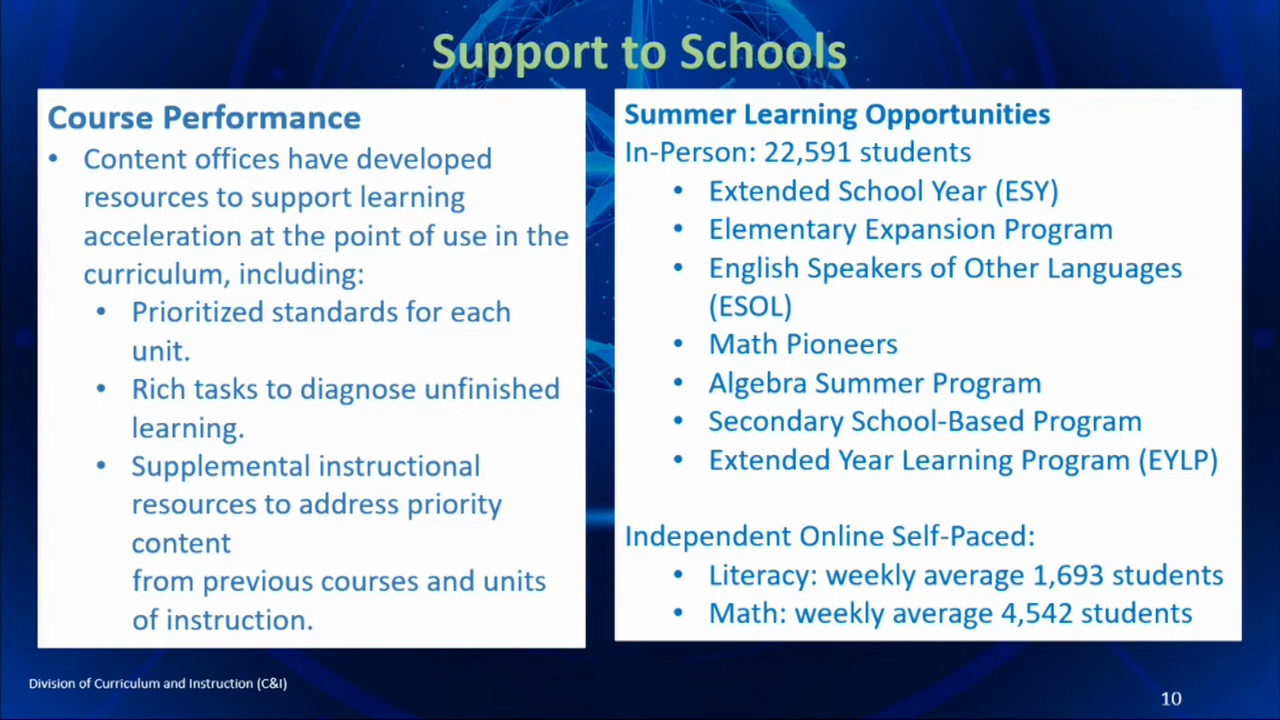 Support to Schools
Course Performance
• Content offices have developed
resources to support learning
acceleration at the point of use in the
curriculum, including:
• Prioritized standards for each
unit.
• Rich tasks to diagnose unfinished
learning.
• Supplemental instructional
resources to address priority
content
from previous courses and units
of instruction.
Summer Learning Opportunities
In-Person: 22,591 students
• Extended School Year (ESY)
• Elementary Expansion Program
• English Speakers of Other Languages
(ESOL)
• Math Pioneers
• Algebra Summer Program
• Secondary School-Based Program
• Extended Year Learning Program (EYLP)
Independent Online Self-Paced:
• Literacy: weekly average 1,693 students
• Math: weekly average 4,542 students
Division of Curriculum and Instruction (C&I)
10